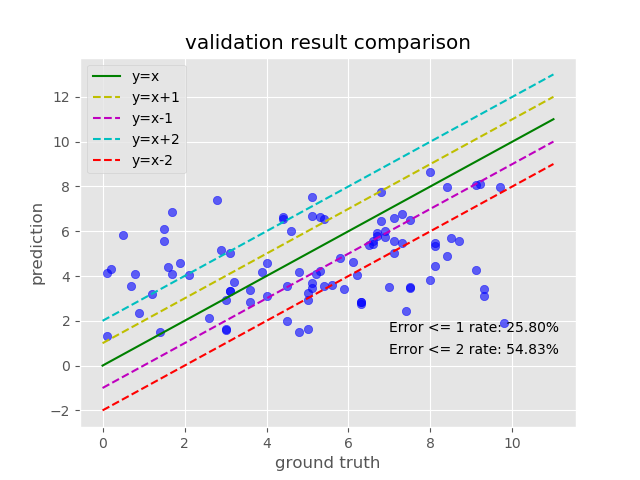 validation result comparison
y=x
y=x+1
y=x-1
y=x+2
y=x-2
12
10
8
6
4
2
0
−2
prediction
Error <= 1 rate: 25.80%
Error <= 2 rate: 54.83%
0 2 4 6 8 10
ground truth